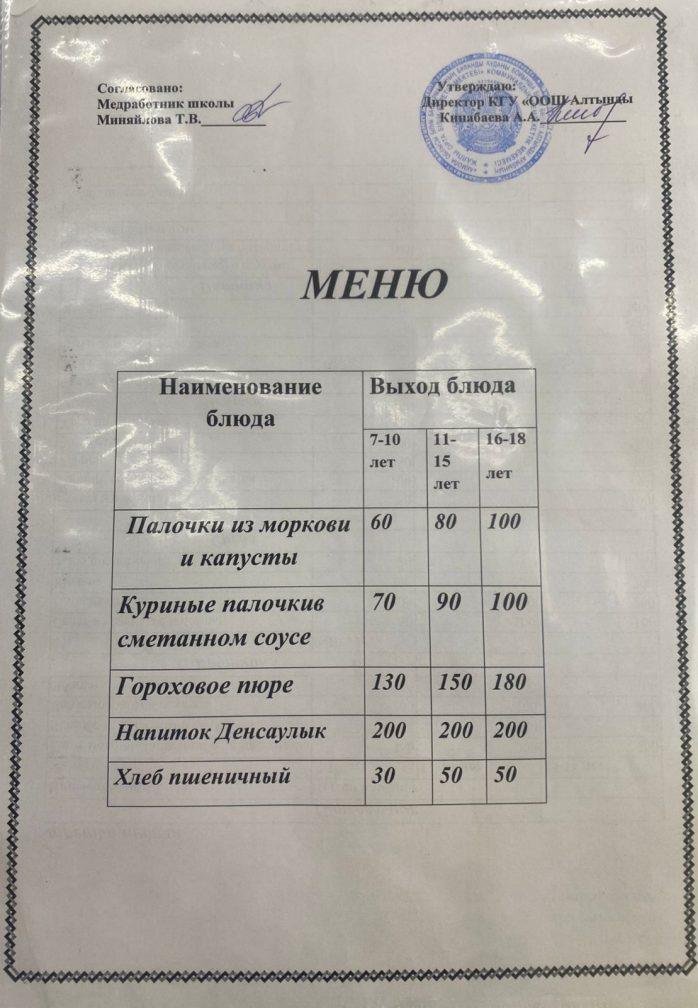 Согласовано:
Медработник школы
Миняйлова Т.В.
Утверждаю:
Директор КГУ «ООШ Алтынды
Кинабаева А.А.
МЕНЮ
Наименование блюда
Выход блюда
7-10 лет
11-15 лет
16-18 лет
Палочки из моркови и капусты
60
80
100
Куриные палочкив сметанном соусе
70
90
100
Гороховое пюре
130
150
180
Напиток Денсаулык
200
200
200
Хлеб пшеничный
30
50
50